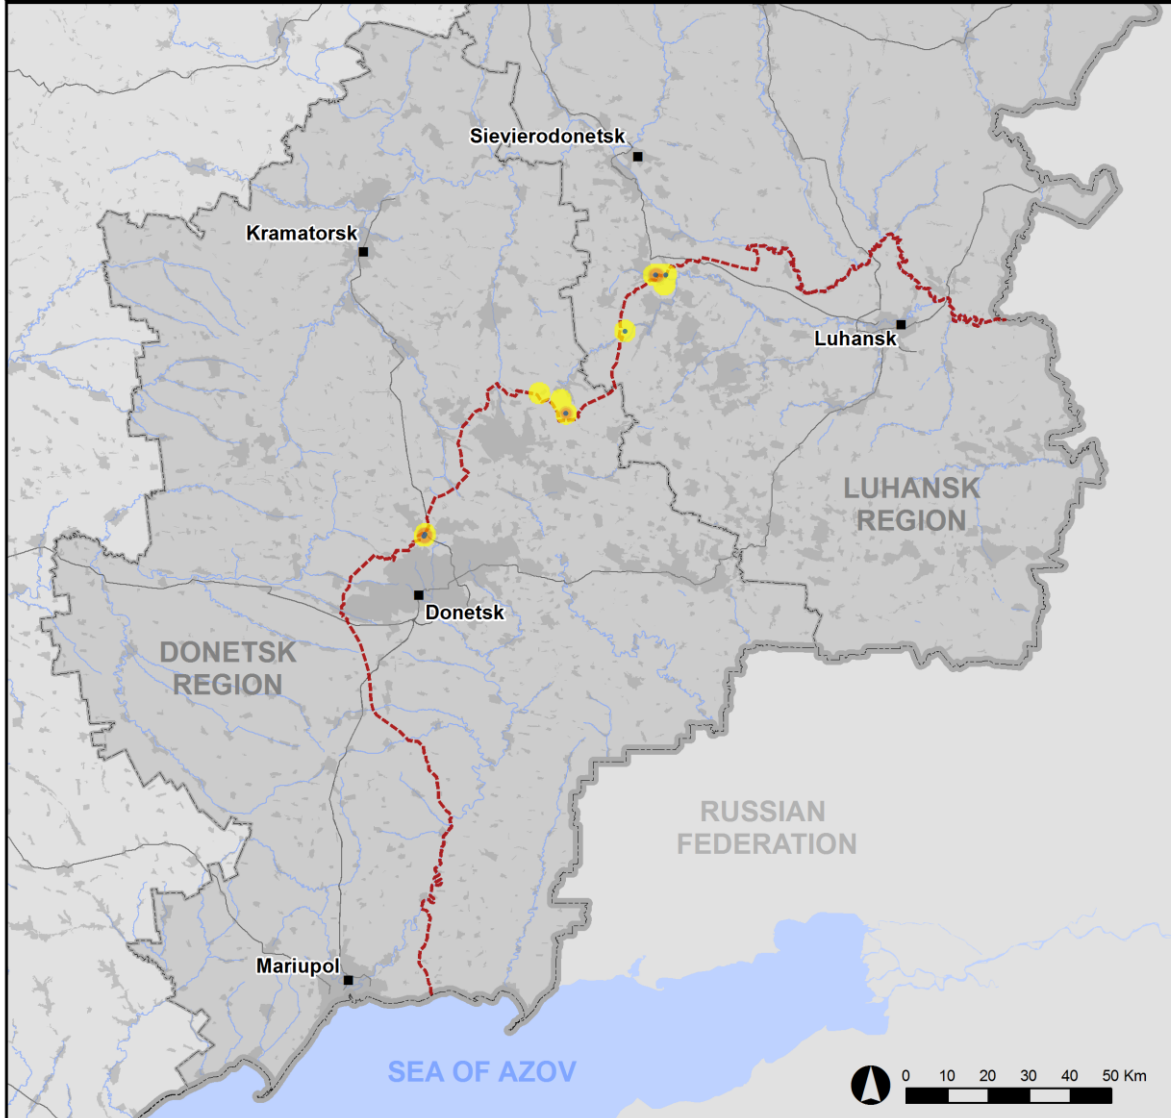 Sievierodonetsk
Kramatorsk
Luhansk
LUHANSK
REGION
Donetsk
DONETSK
REGION
RUSSIAN
FEDERATION
Mariupol
SEA OF AZOV
0 10 20 30 40 50 Km